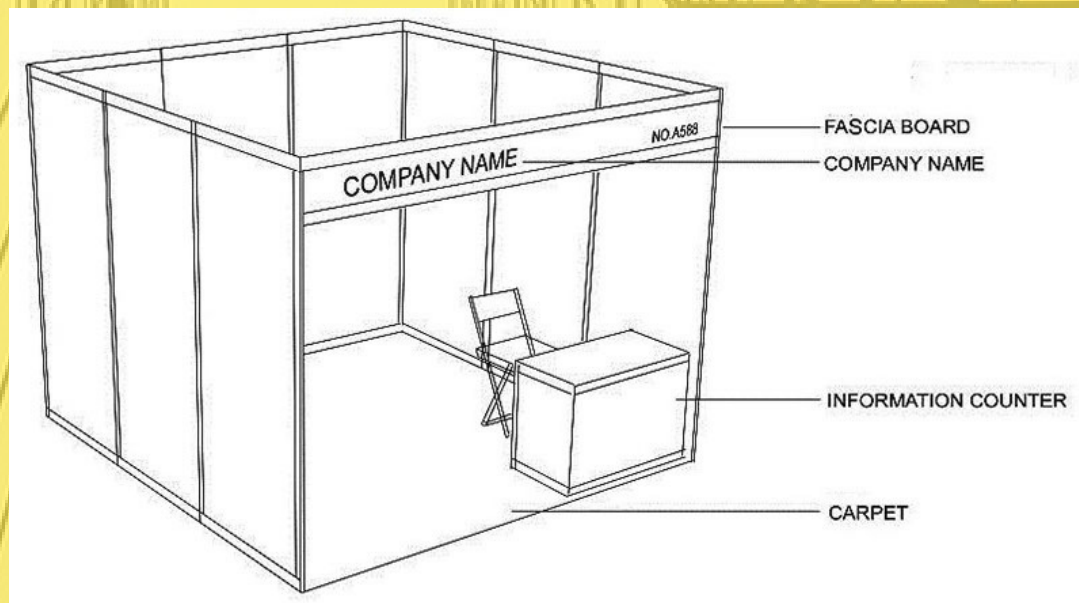 COMPANY NAME
NO.A588
FASCIA BOARD
COMPANY NAME
INFORMATION COUNTER
CARPET